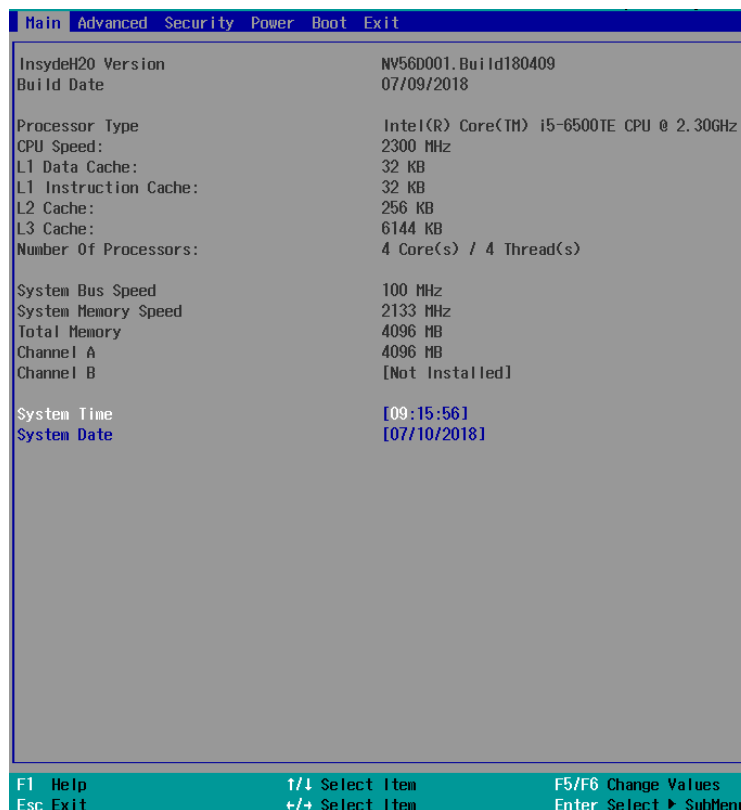 Main Advanced Security Power Boot Exit
InsydeH2O Version NV56D001.Build180409
Build Date 07/09/2018
Processor Type Intel(R) Core(TM) i5-6500TE CPU @ 2.30GHz
CPU Speed: 2300 MHz
L1 Data Cache: 32 KB
L1 Instruction Cache: 32 KB
L2 Cache: 256 KB
L3 Cache: 6144 KB
Number Of Processors: 4 Core(s) / 4 Thread(s)
System Bus Speed 100 MHz
System Memory Speed 2133 MHz
Total Memory 4096 MB
Channel A 4096 MB
Channel B [Not Installed]
System Time [09:15:56]
System Date [07/10/2018]
F1 Help ↑/↓ Select Item F5/F6 Change Values
Esc Exit ←/→ Select Item Enter Select ▶ SubMenu